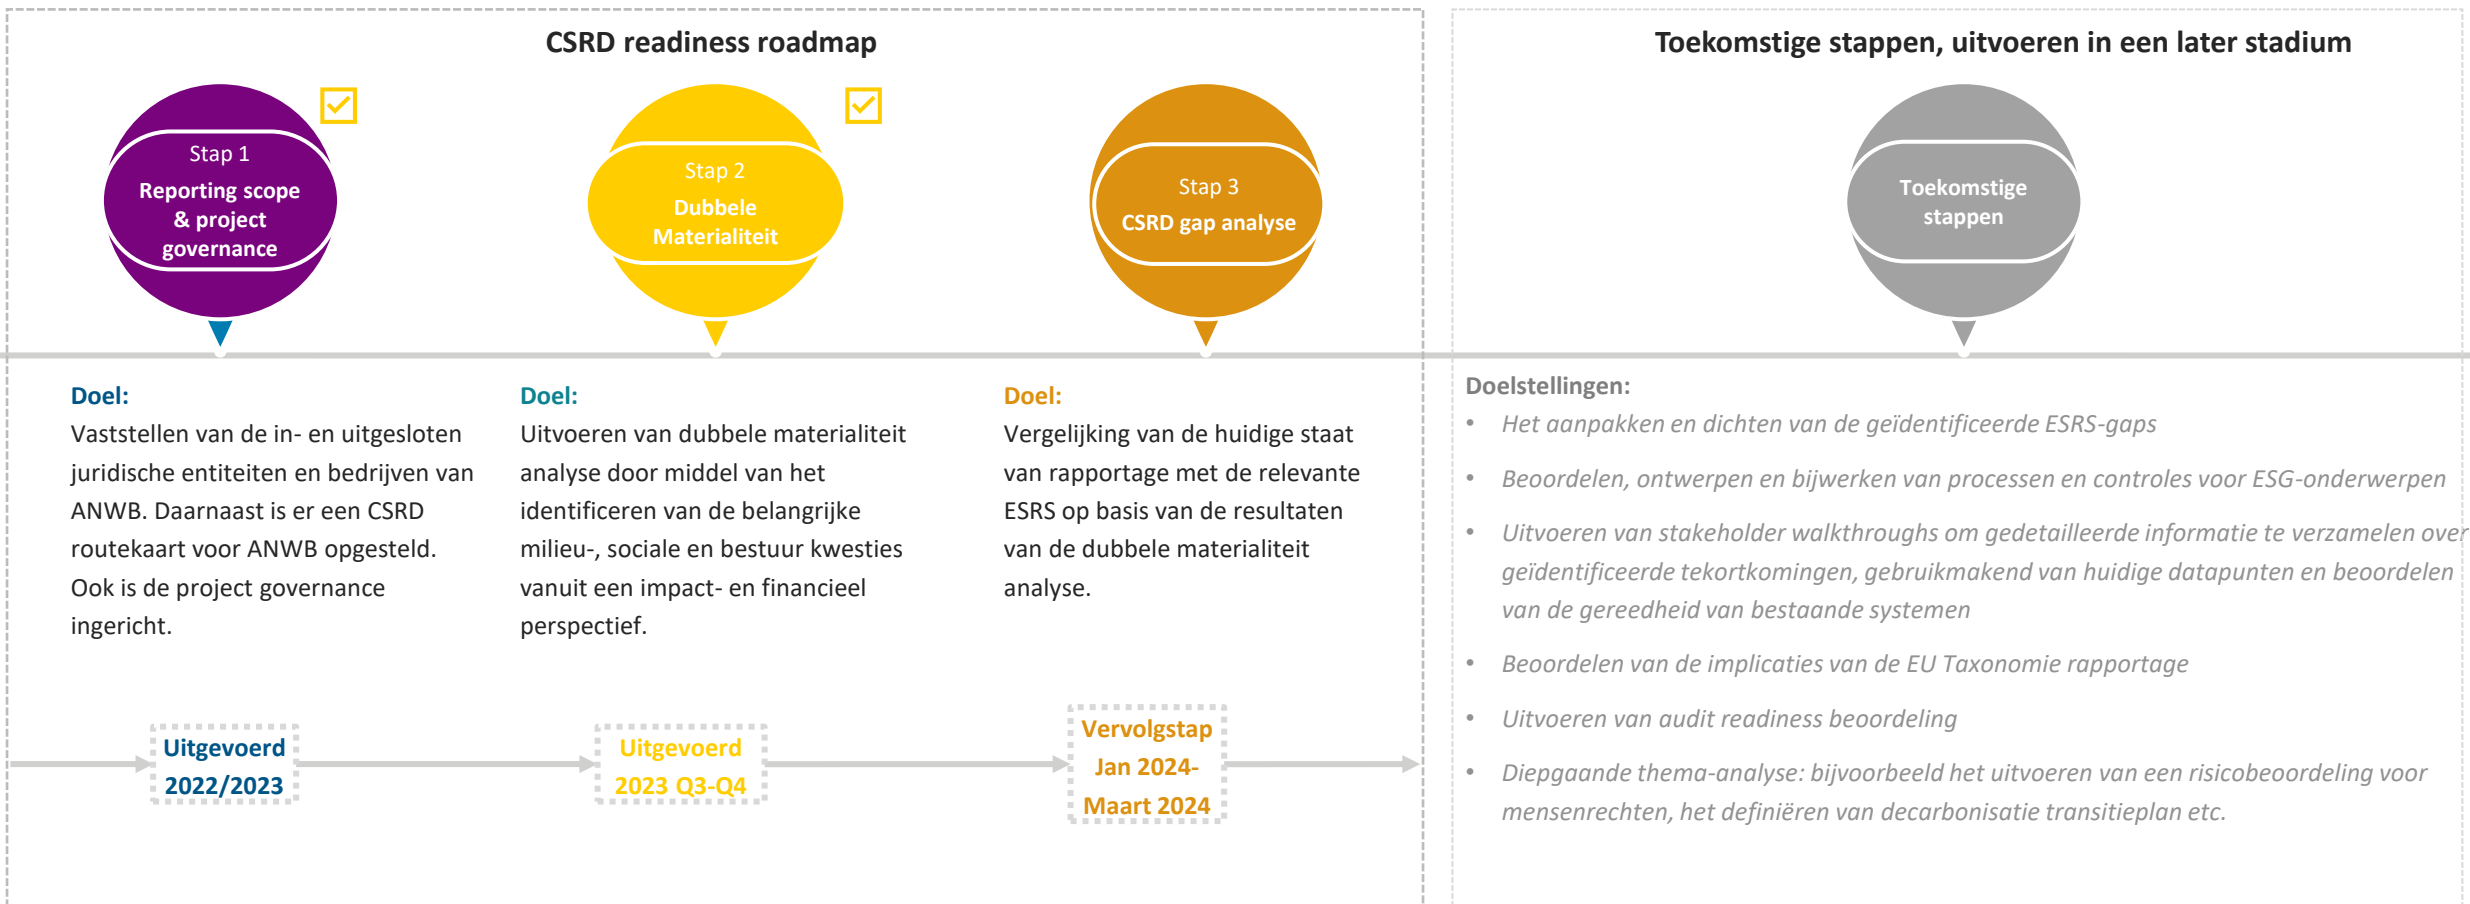 CSRD readiness roadmap
Toekomstige stappen, uitvoeren in een later stadium
Stap 1
Reporting scope
& project
governance
Stap 2
Dubbele
Materialiteit
Stap 3
CSRD gap analyse
Toekomstige
stappen
Doel:
Vaststellen van de in- en uitgesloten
juridische entiteiten en bedrijven van
ANWB. Daarnaast is er een CSRD
routekaart voor ANWB opgesteld.
Ook is de project governance
ingericht.
Doel:
Uitvoeren van dubbele materialiteit
analyse door middel van het
identificeren van de belangrijke
milieu-, sociale en bestuur kwesties
vanuit een impact- en financieel
perspectief.
Doel:
Vergelijking van de huidige staat
van rapportage met de relevante
ESRS op basis van de resultaten
van de dubbele materialiteit
analyse.
Doelstellingen:
• Het aanpakken en dichten van de geïdentificeerde ESRS-gaps
• Beoordelen, ontwerpen en bijwerken van processen en controles voor ESG-onderwerpen
• Uitvoeren van stakeholder walkthroughs om gedetailleerde informatie te verzamelen over
geïdentificeerde tekortkomingen, gebruikmakend van huidige datapunten en beoordelen
van de gereedheid van bestaande systemen
• Beoordelen van de implicaties van de EU Taxonomie rapportage
• Uitvoeren van audit readiness beoordeling
• Diepgaande thema-analyse: bijvoorbeeld het uitvoeren van een risicobeoordeling voor
mensenrechten, het definiëren van decarbonisatie transitieplan etc.
Uitgevoerd
2022/2023
Uitgevoerd
2023 Q3-Q4
Vervolgstap
Jan 2024-
Maart 2024